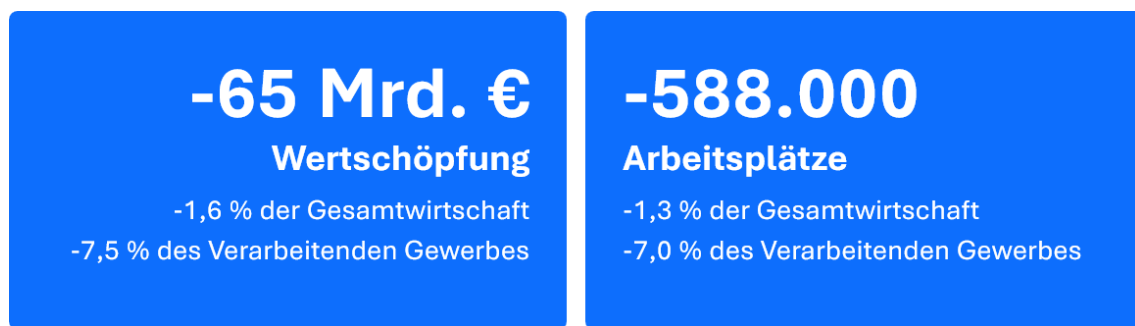 -65 Mrd. €
Wertschöpfung
-1,6 % der Gesamtwirtschaft
-7,5 % des Verarbeitenden Gewerbes
-588.000
Arbeitsplätze
-1,3 % der Gesamtwirtschaft
-7,0 % des Verarbeitenden Gewerbes